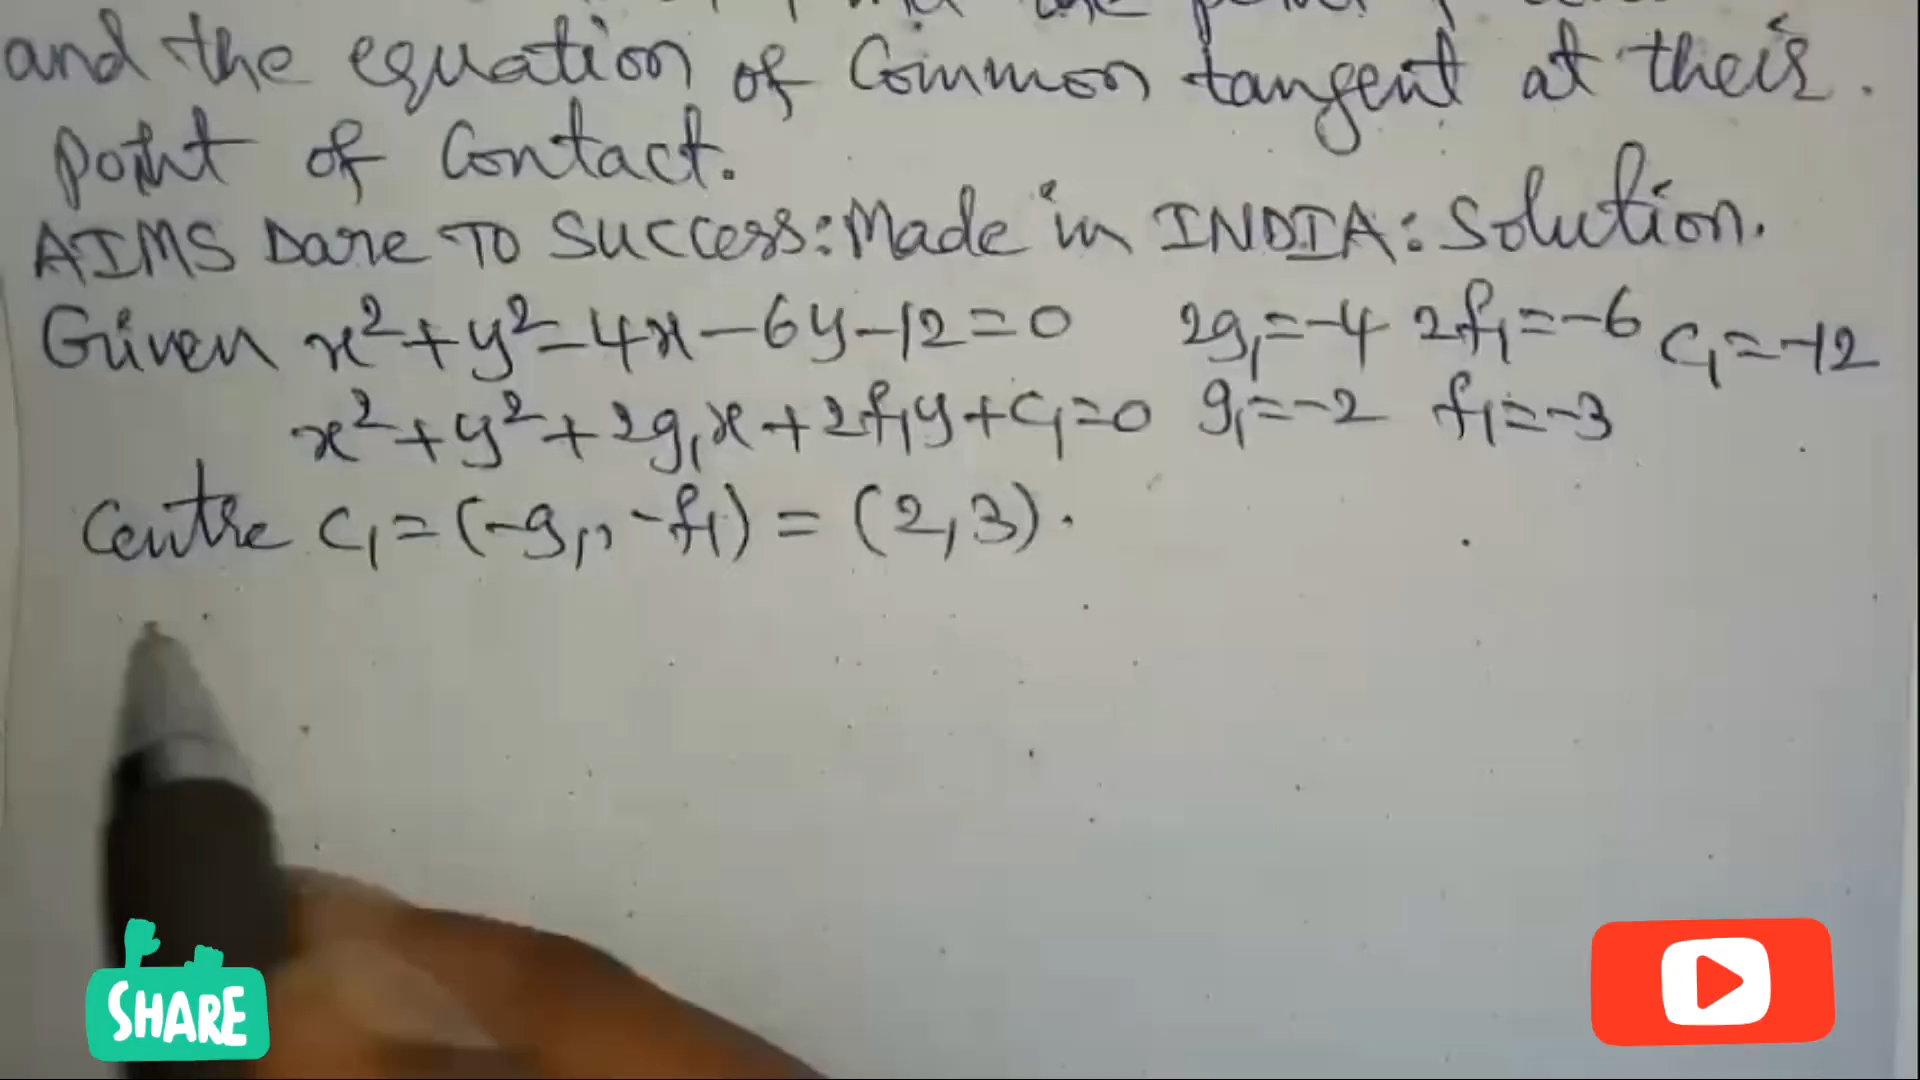 and the equation of Common tangent at their.
point of Contact.
AIMS Dare TO Success: Made in INDIA: Solution.
Given x²+y²-4x-6y-12=0 2g₁=-4 2f₁=-6 c₁=-12
x²+y²+2g₁x+2f₁y+c₁=0 g₁=-2 f₁=-3
Centre C₁=(-g₁, -f₁) = (2,3).
SHARE